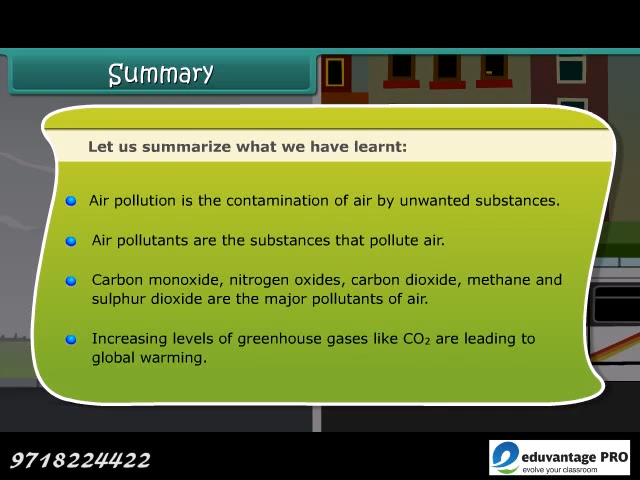 Summary
Let us summarize what we have learnt:
Air pollution is the contamination of air by unwanted substances.
Air pollutants are the substances that pollute air.
Carbon monoxide, nitrogen oxides, carbon dioxide, methane and
sulphur dioxide are the major pollutants of air.
Increasing levels of greenhouse gases like CO₂ are leading to
global warming.
9718224422
eduvantage PRO
evolve your classroom